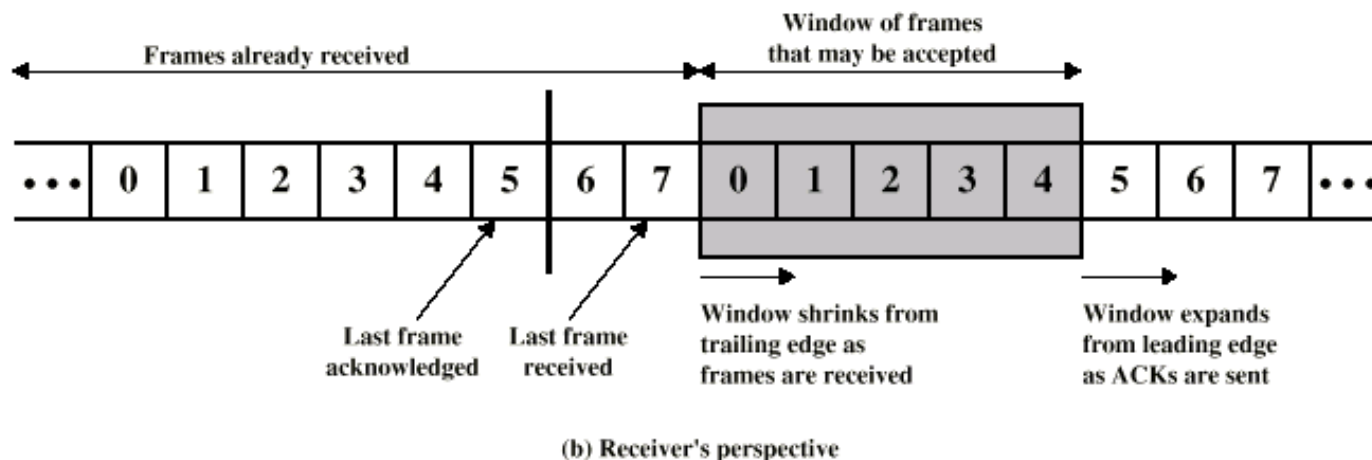 Frames already received
Window of frames
that may be accepted
••• 0 1 2 3 4 5 6 7 0 1 2 3 4 5 6 7 •••
Last frame
acknowledged
Last frame
received
Window shrinks from
trailing edge as
frames are received
Window expands
from leading edge
as ACKs are sent
(b) Receiver's perspective